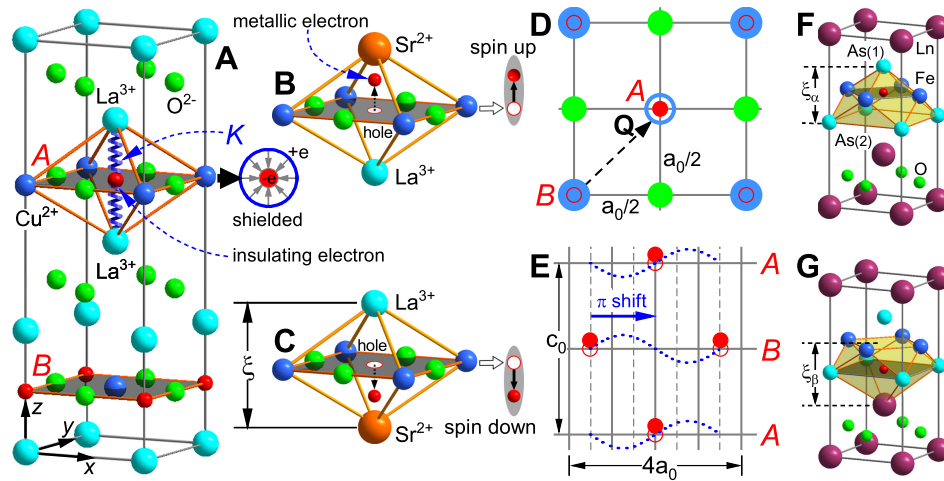 A
La³⁺
O²⁻
K
A
+e
-e
shielded
Cu²⁺
La³⁺
insulating electron
B
z
y
x
metallic electron
Sr²⁺
B
hole
La³⁺
spin up
La³⁺
C
hole
ξ
Sr²⁺
spin down
D
A
Q
a₀/2
B
a₀/2
E
A
π shift
c₀
B
A
4a₀
F
Ln
As(1)
Fe
ξα
As(2)
O
G
ξβ